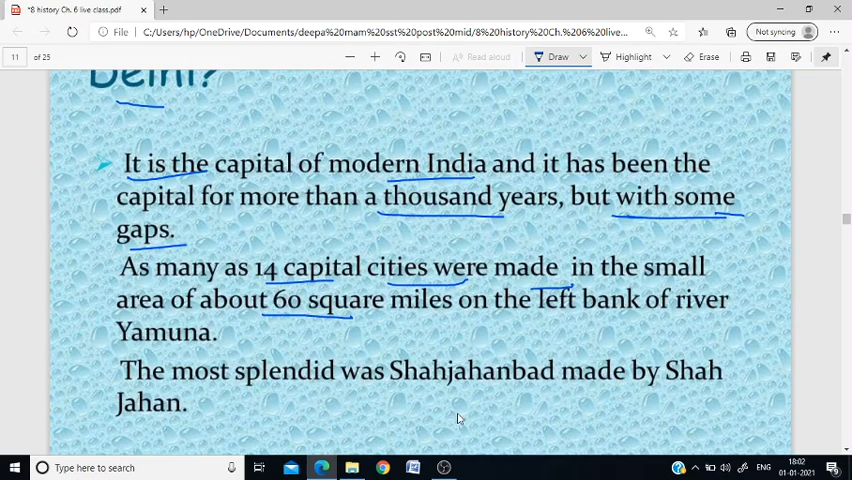 *8 history Ch. 6 live class.pdf
C:/Users/hp/OneDrive/Documents/deepa%20mam%20sst%20post%20mid/8%20history%20Ch.%206%20live...
Not syncing
11 of 25
Read aloud
Draw
Highlight
Erase
Delhi?
It is the capital of modern India and it has been the
capital for more than a thousand years, but with some
gaps.
As many as 14 capital cities were made in the small
area of about 60 square miles on the left bank of river
Yamuna.
The most splendid was Shahjahanbad made by Shah
Jahan.
Type here to search
ENG
18:02
01-01-2021